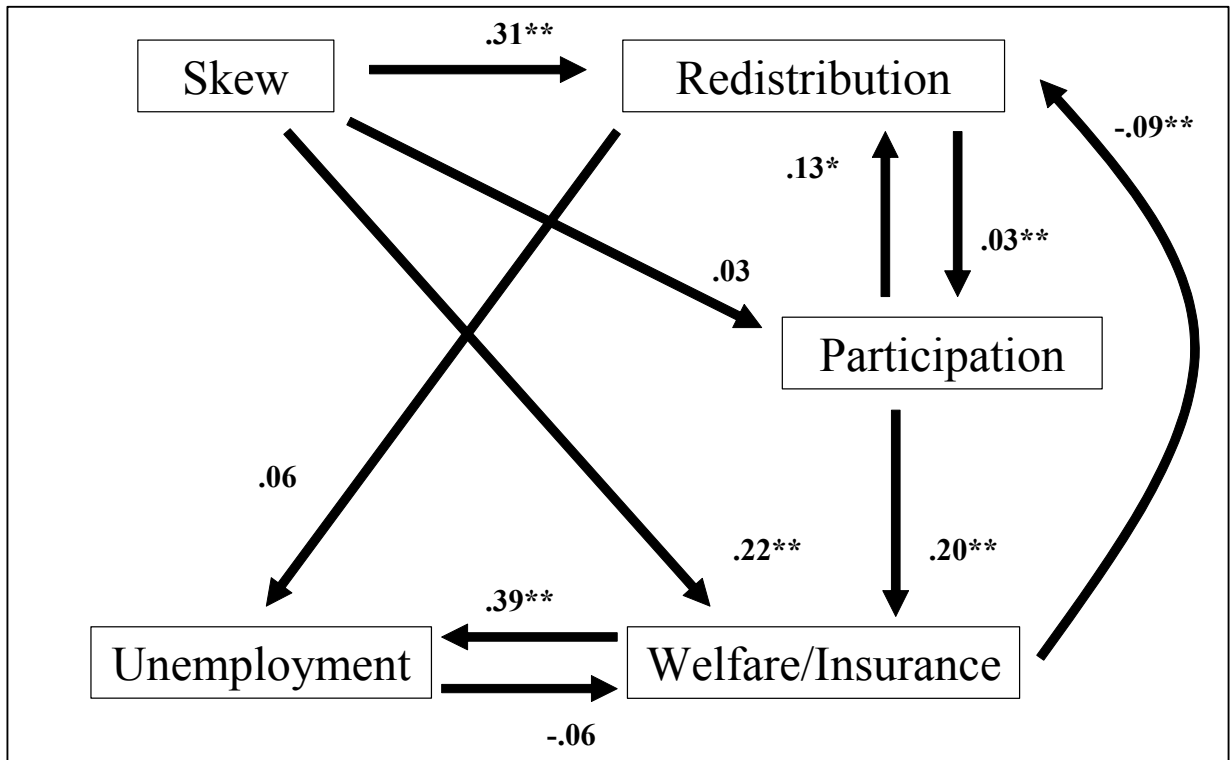 .31**
Skew
Redistribution
-.09**
.13*
.03**
.03
Participation
.06
.22**
.20**
.39**
Unemployment
Welfare/Insurance
-.06